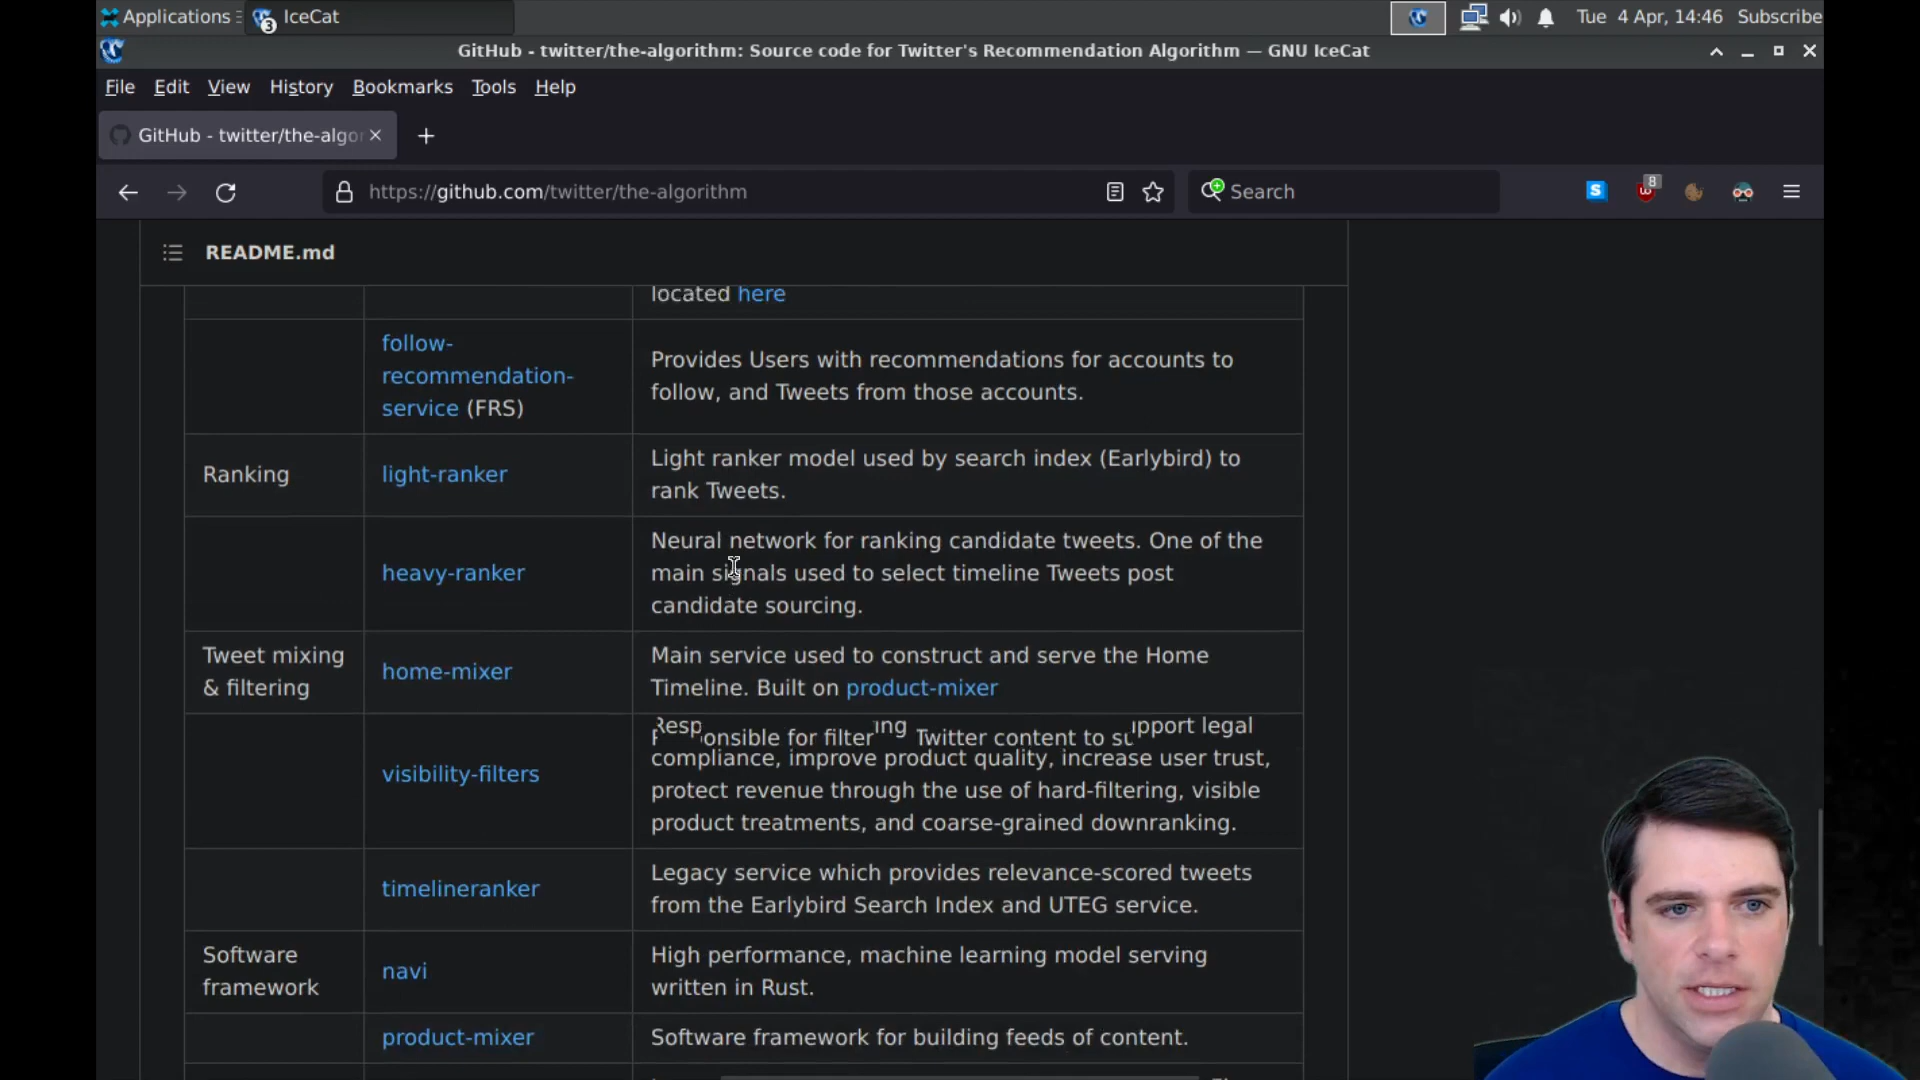 Applications
IceCat
3
Tue 4 Apr, 14:46 Subscribe
GitHub - twitter/the-algorithm: Source code for Twitter's Recommendation Algorithm — GNU IceCat
File Edit View History Bookmarks Tools Help
GitHub - twitter/the-algo
https://github.com/twitter/the-algorithm
Search
S
8
README.md
located here
follow-
recommendation-
service (FRS)
Provides Users with recommendations for accounts to
follow, and Tweets from those accounts.
Ranking
light-ranker
Light ranker model used by search index (Earlybird) to
rank Tweets.
heavy-ranker
Neural network for ranking candidate tweets. One of the
main signals used to select timeline Tweets post
candidate sourcing.
Tweet mixing
& filtering
home-mixer
Main service used to construct and serve the Home
Timeline. Built on product-mixer
visibility-filters
Responsible for filtering Twitter content to support legal
compliance, improve product quality, increase user trust,
protect revenue through the use of hard-filtering, visible
product treatments, and coarse-grained downranking.
timelineranker
Legacy service which provides relevance-scored tweets
from the Earlybird Search Index and UTEG service.
Software
framework
navi
High performance, machine learning model serving
written in Rust.
product-mixer
Software framework for building feeds of content.